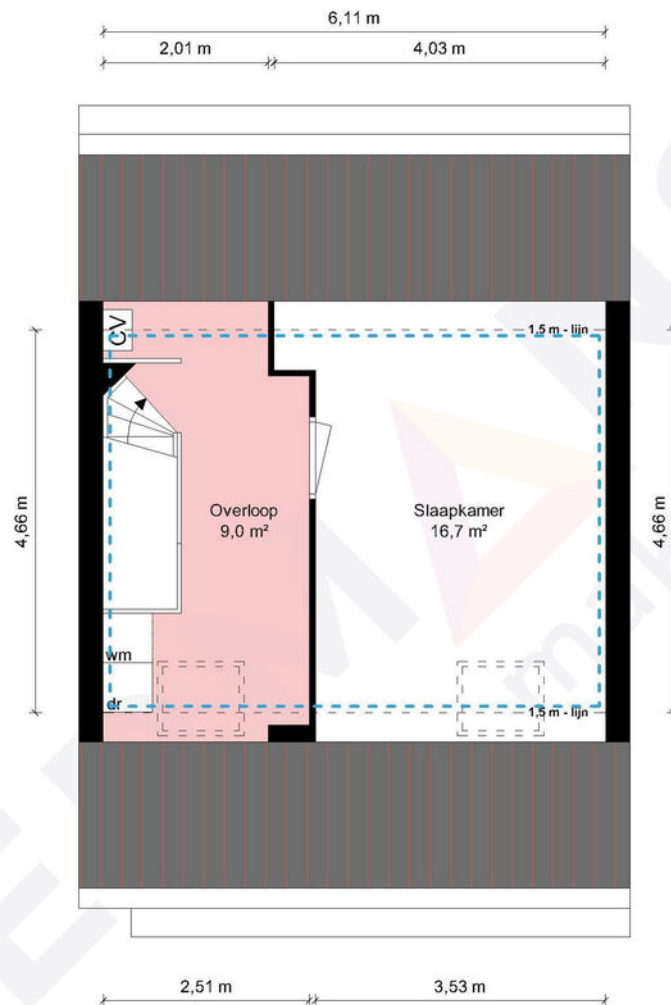 6,11 m
2,01 m
4,03 m
CV
1,5 m - lijn
4,66 m
4,66 m
Overloop
9,0 m²
Slaapkamer
16,7 m²
wm
dr
1,5 m - lijn
2,51 m
3,53 m